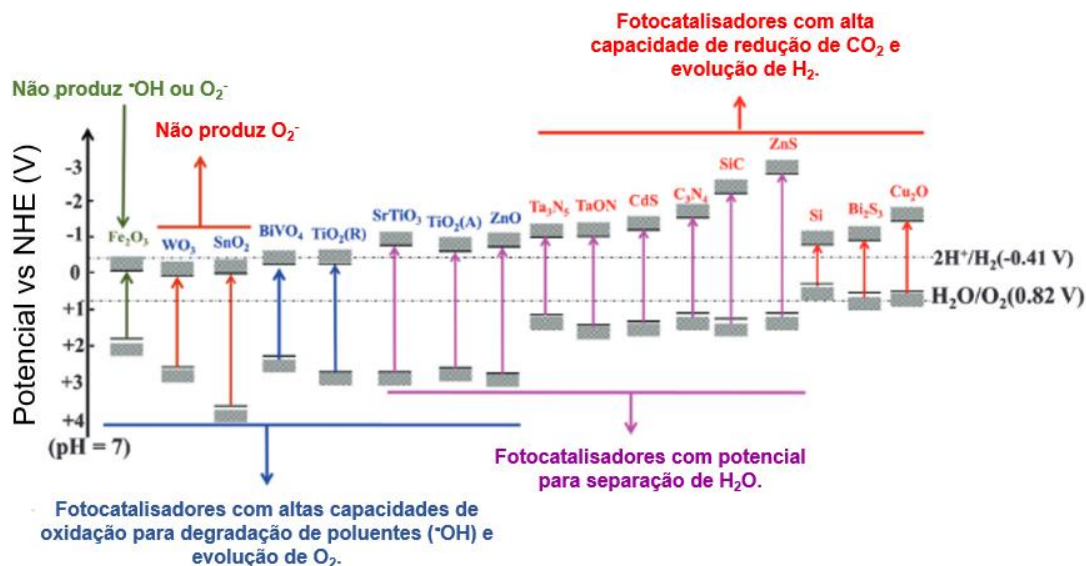 Fotocatalisadores com alta
capacidade de redução de CO₂ e
evolução de H₂.
Não produz •OH ou O₂⁻
Não produz O₂⁻
Potencial vs NHE (V)
-3
-2
-1
0
+1
+2
+3
+4
(pH = 7)
Fe₂O₃
WO₃
SnO₂
BiVO₄
TiO₂(R)
SrTiO₃
TiO₂(A)
ZnO
Ta₃N₅
TaON
CdS
C₃N₄
SiC
ZnS
Si
Bi₂S₃
Cu₂O
2H⁺/H₂(-0.41 V)
H₂O/O₂(0.82 V)
Fotocatalisadores com potencial
para separação de H₂O.
Fotocatalisadores com altas capacidades de
oxidação para degradação de poluentes (•OH) e
evolução de O₂.